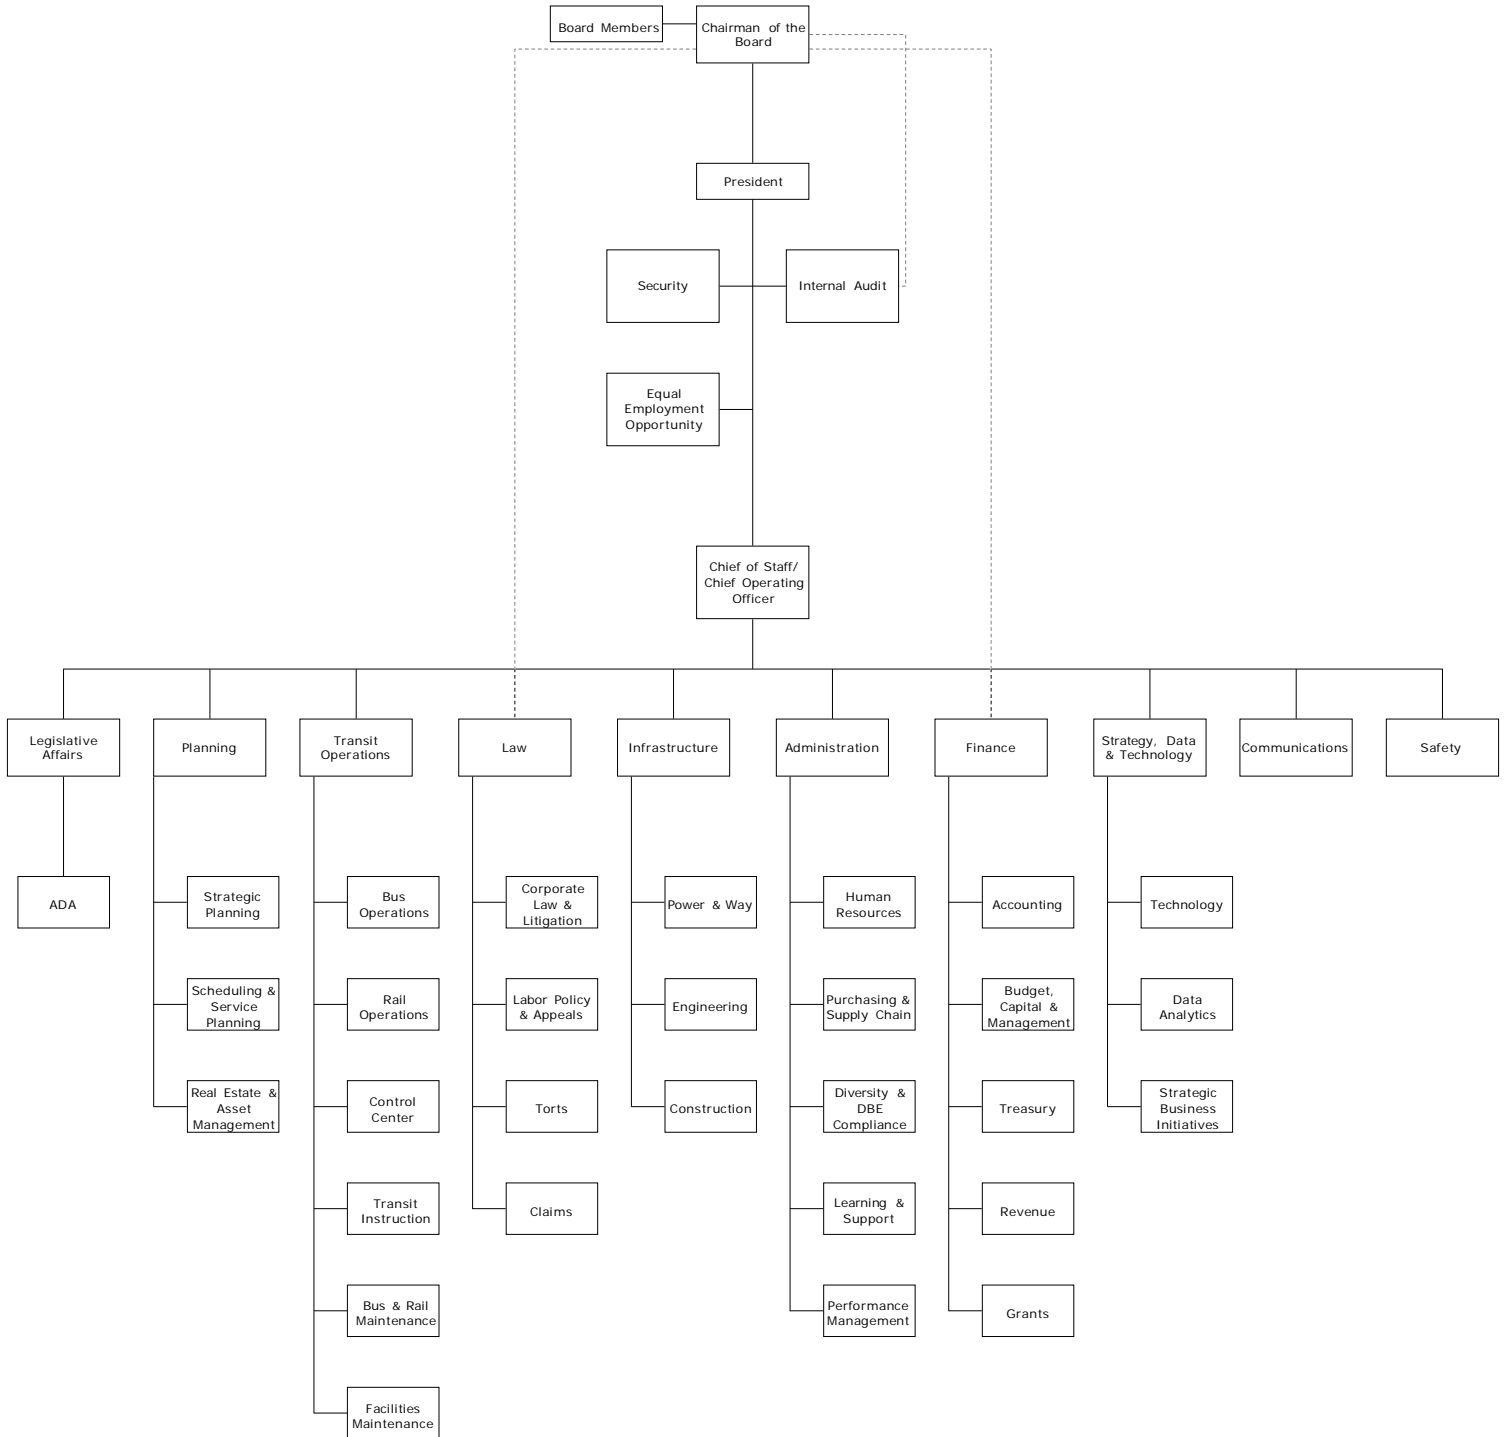 Board Members
Chairman of the
Board
President
Security
Internal Audit
Equal
Employment
Opportunity
Chief of Staff/
Chief Operating
Officer
Legislative
Affairs
Planning
Transit
Operations
Law
Infrastructure
Administration
Finance
Strategy, Data
& Technology
Communications
Safety
ADA
Strategic
Planning
Bus
Operations
Corporate
Law &
Litigation
Power & Way
Human
Resources
Accounting
Technology
Scheduling &
Service
Planning
Rail
Operations
Labor Policy
& Appeals
Engineering
Purchasing &
Supply Chain
Budget,
Capital &
Management
Data
Analytics
Real Estate &
Asset
Management
Control
Center
Torts
Construction
Diversity &
DBE
Compliance
Treasury
Strategic
Business
Initiatives
Transit
Instruction
Claims
Learning &
Support
Revenue
Bus & Rail
Maintenance
Performance
Management
Grants
Facilities
Maintenance